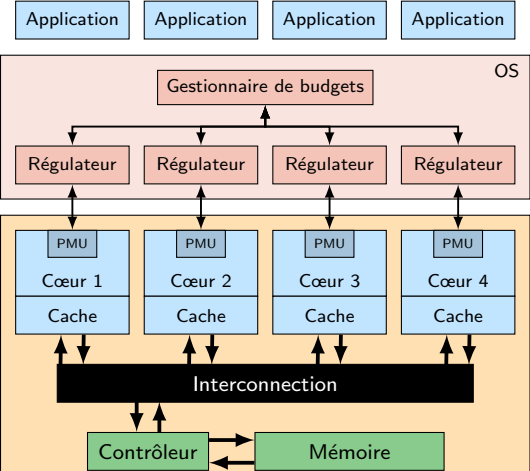 Application Application Application Application
OS
Gestionnaire de budgets
Régulateur Régulateur Régulateur Régulateur
PMU PMU PMU PMU
Cœur 1 Cœur 2 Cœur 3 Cœur 4
Cache Cache Cache Cache
Interconnection
Contrôleur Mémoire